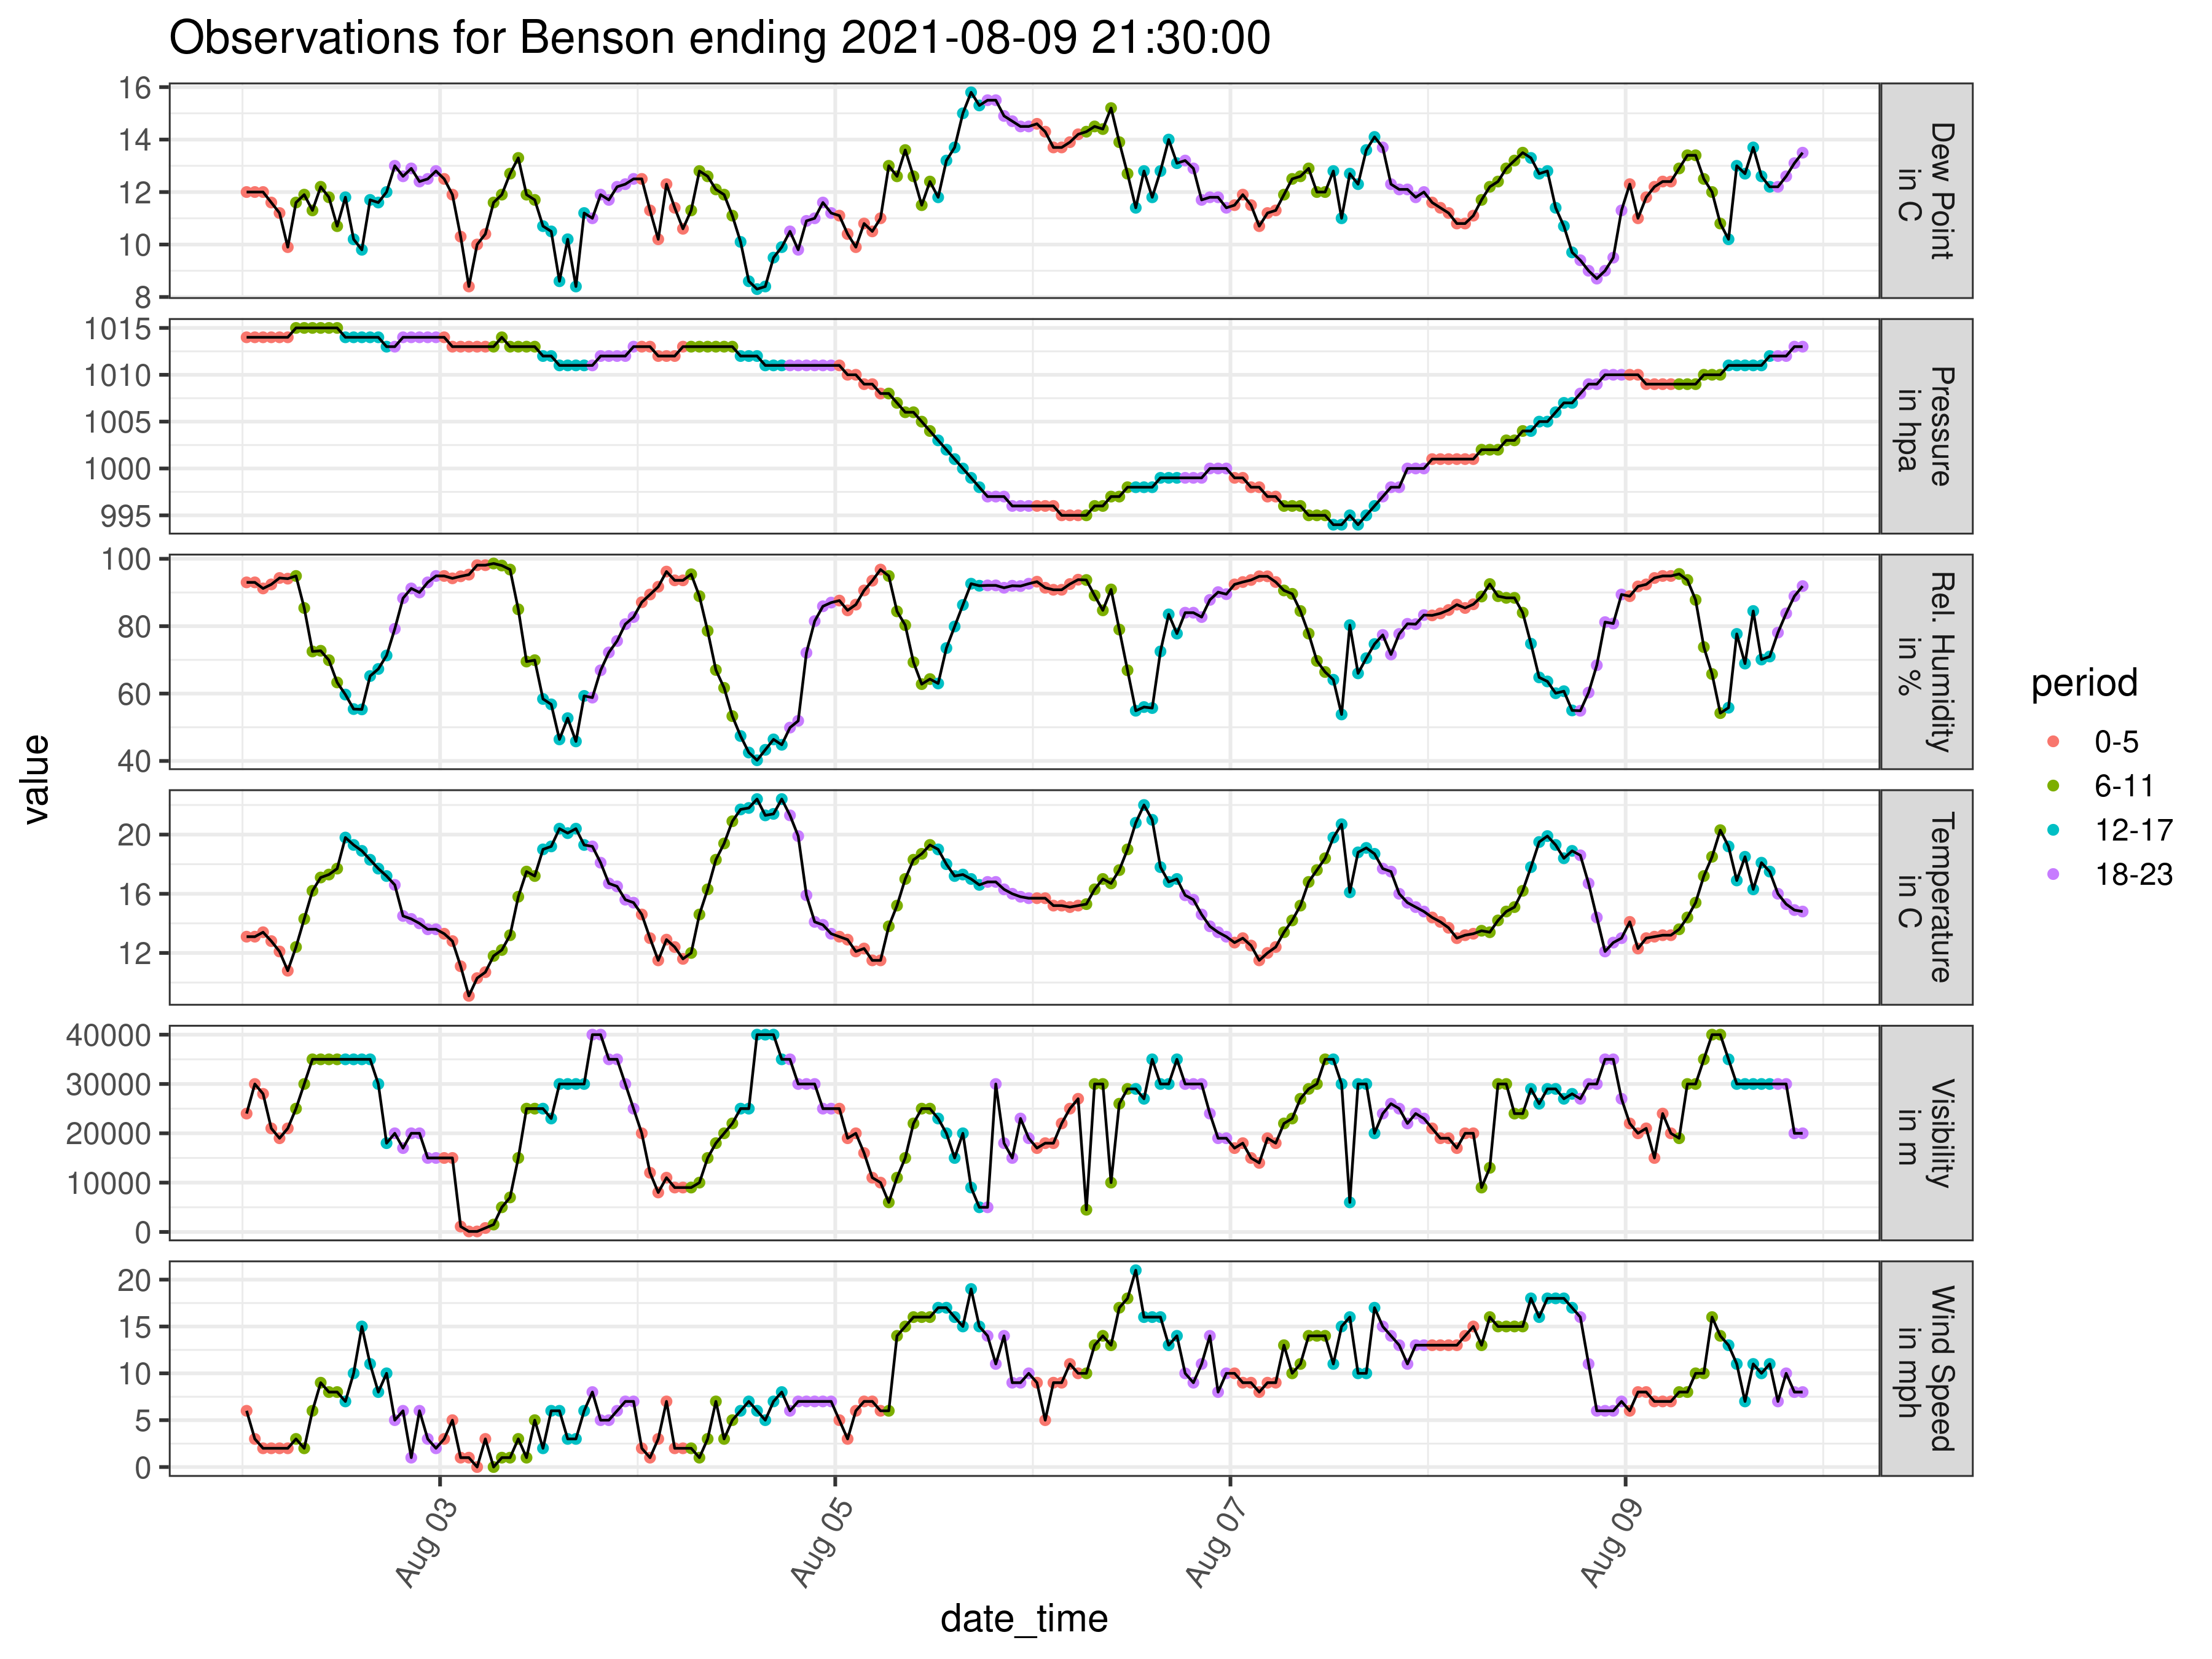 Observations for Benson ending 2021-08-09 21:30:00
16
14
12
10
8
Dew Point
in C
1015
1010
1005
1000
995
Pressure
in hpa
100
80
60
40
Rel. Humidity
in %
20
16
12
Temperature
in C
40000
30000
20000
10000
0
Visibility
in m
20
15
10
5
0
Wind Speed
in mph
value
Aug 03
Aug 05
Aug 07
Aug 09
date_time
period
0-5
6-11
12-17
18-23